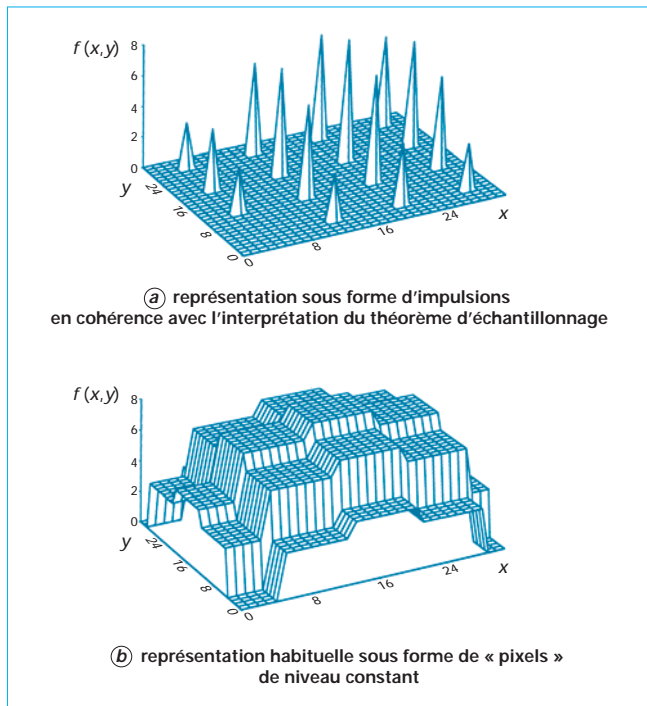 f (x,y)
8
6
4
2
0
y
24
16
8
0
0
8
16
24
x
a représentation sous forme d'impulsions
en cohérence avec l'interprétation du théorème d'échantillonnage
f (x,y)
8
6
4
2
0
y
24
16
8
0
0
8
16
24
x
b représentation habituelle sous forme de « pixels »
de niveau constant